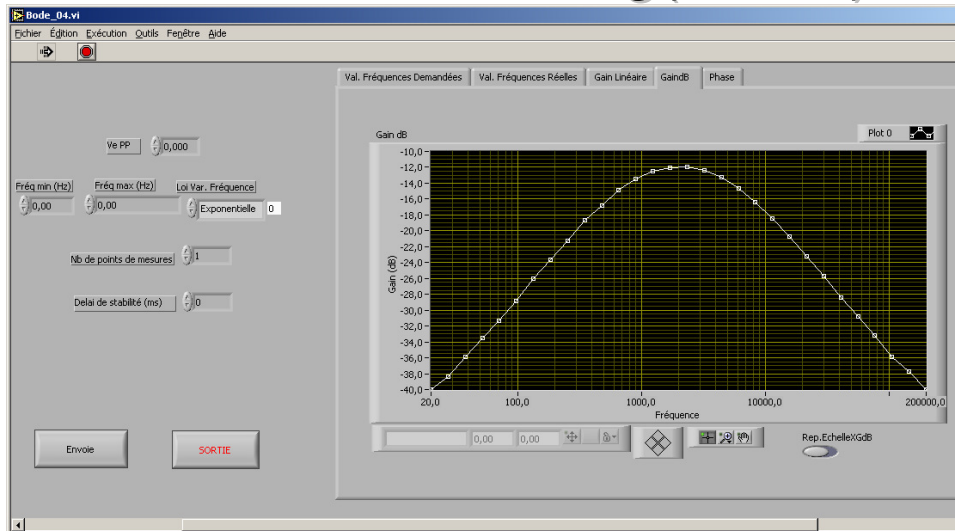 Bode_04.vi
Fichier Édition Exécution Outils Fenêtre Aide
Val. Fréquences Demandées Val. Fréquences Réelles Gain Linéaire GaindB Phase
Gain dB Plot 0
Ve PP 0,000
Fréq min (Hz) Fréq max (Hz) Loi Var. Fréquence
0,00 0,00 Exponentielle 0
Nb de points de mesures 1
Delai de stabilité (ms) 0
Gain (dB)
-10,0
-12,0
-14,0
-16,0
-18,0
-20,0
-22,0
-24,0
-26,0
-28,0
-30,0
-32,0
-34,0
-36,0
-38,0
-40,0
20,0 100,0 1000,0 10000,0 200000,0
Fréquence
0,00 0,00
Rep.EchelleXGdB
Envoie SORTIE